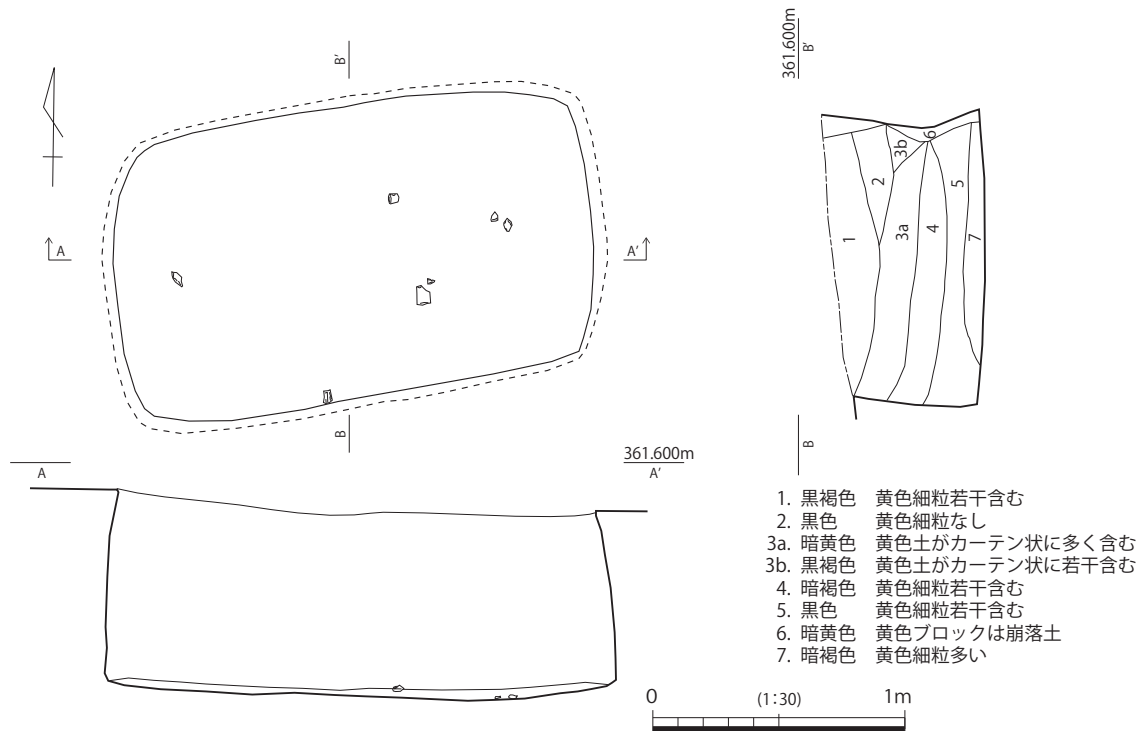 B'
A
A'
B
361.600m
B'
1
2
3b
3a
4
6
5
7
B
361.600m
A
A'
1. 黒褐色 黄色細粒若干含む
2. 黒色 黄色細粒なし
3a. 暗黄色 黄色土がカーテン状に多く含む
3b. 黒褐色 黄色土がカーテン状に若干含む
4. 暗褐色 黄色細粒若干含む
5. 黒色 黄色細粒若干含む
6. 暗黄色 黄色ブロックは崩落土
7. 暗褐色 黄色細粒多い
0 (1:30) 1m